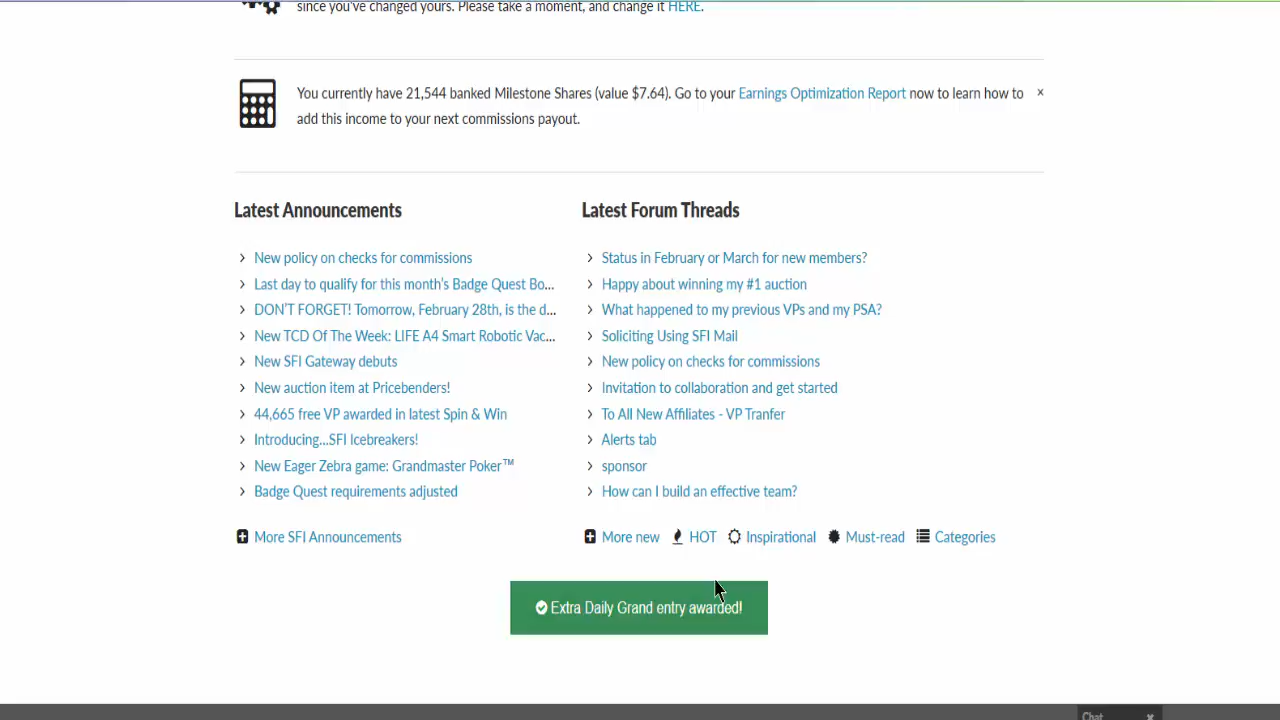 since you've changed yours. Please take a moment, and change it HERE.
You currently have 21,544 banked Milestone Shares (value $7.64). Go to your Earnings Optimization Report now to learn how to ×
add this income to your next commissions payout.
Latest Announcements
New policy on checks for commissions
Last day to qualify for this month's Badge Quest Bo...
DON'T FORGET! Tomorrow, February 28th, is the d...
New TCD Of The Week: LIFE A4 Smart Robotic Vac...
New SFI Gateway debuts
New auction item at Pricebenders!
44,665 free VP awarded in latest Spin & Win
Introducing...SFI Icebreakers!
New Eager Zebra game: Grandmaster Poker™
Badge Quest requirements adjusted
More SFI Announcements
Latest Forum Threads
Status in February or March for new members?
Happy about winning my #1 auction
What happened to my previous VPs and my PSA?
Soliciting Using SFI Mail
New policy on checks for commissions
Invitation to collaboration and get started
To All New Affiliates - VP Tranfer
Alerts tab
sponsor
How can I build an effective team?
More new HOT Inspirational Must-read Categories
Extra Daily Grand entry awarded!
Chat ×